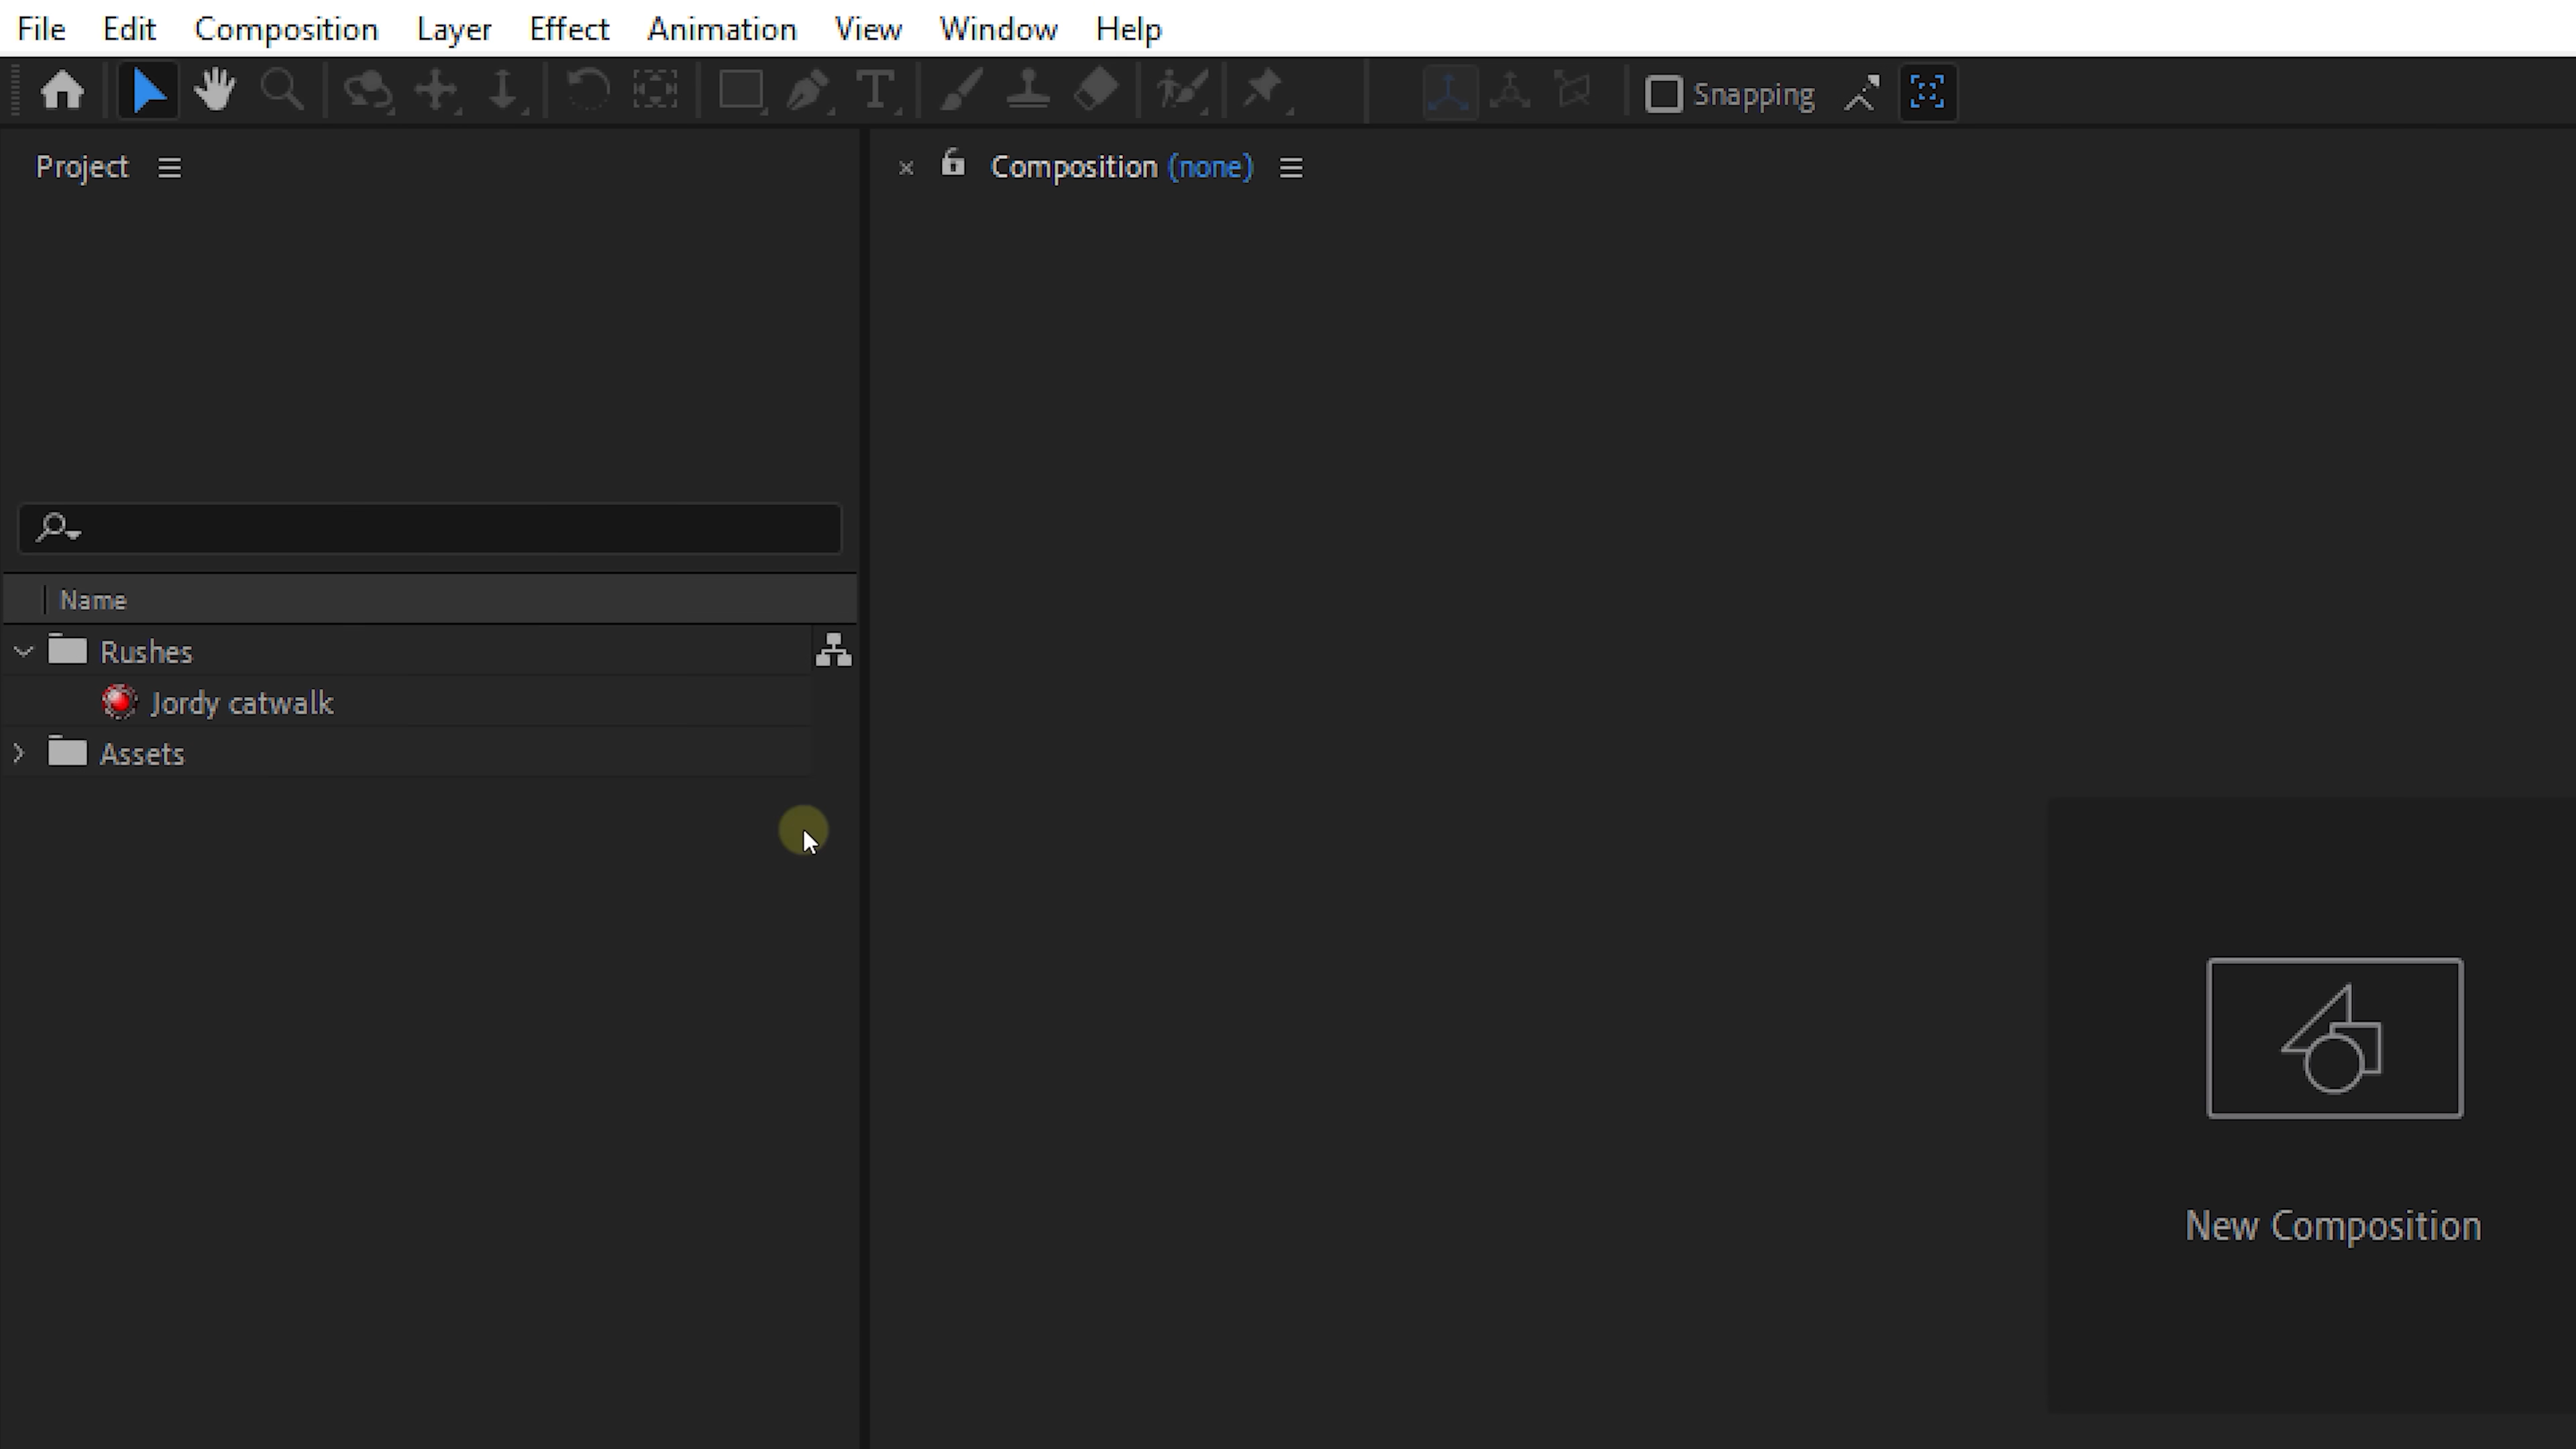 File Edit Composition Layer Effect Animation View Window Help
Snapping
Project
Composition (none)
Name
Rushes
Jordy catwalk
Assets
New Composition